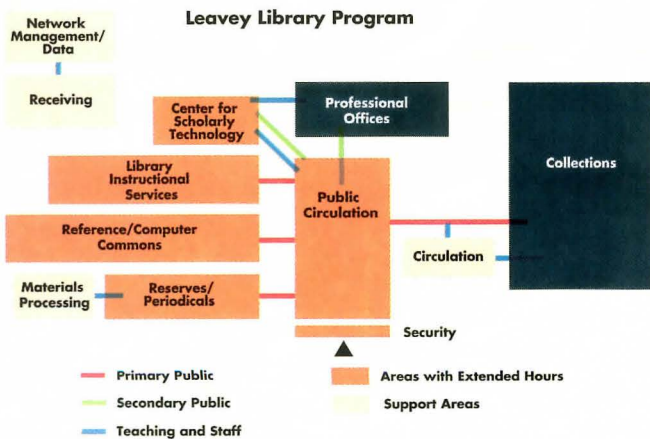 Leavey Library Program
Network
Management/
Data
Receiving
Center for
Scholarly
Technology
Professional
Offices
Collections
Library
Instructional
Services
Public
Circulation
Reference/Computer
Commons
Circulation
Materials
Processing
Reserves/
Periodicals
Security
Primary Public
Secondary Public
Teaching and Staff
Areas with Extended Hours
Support Areas